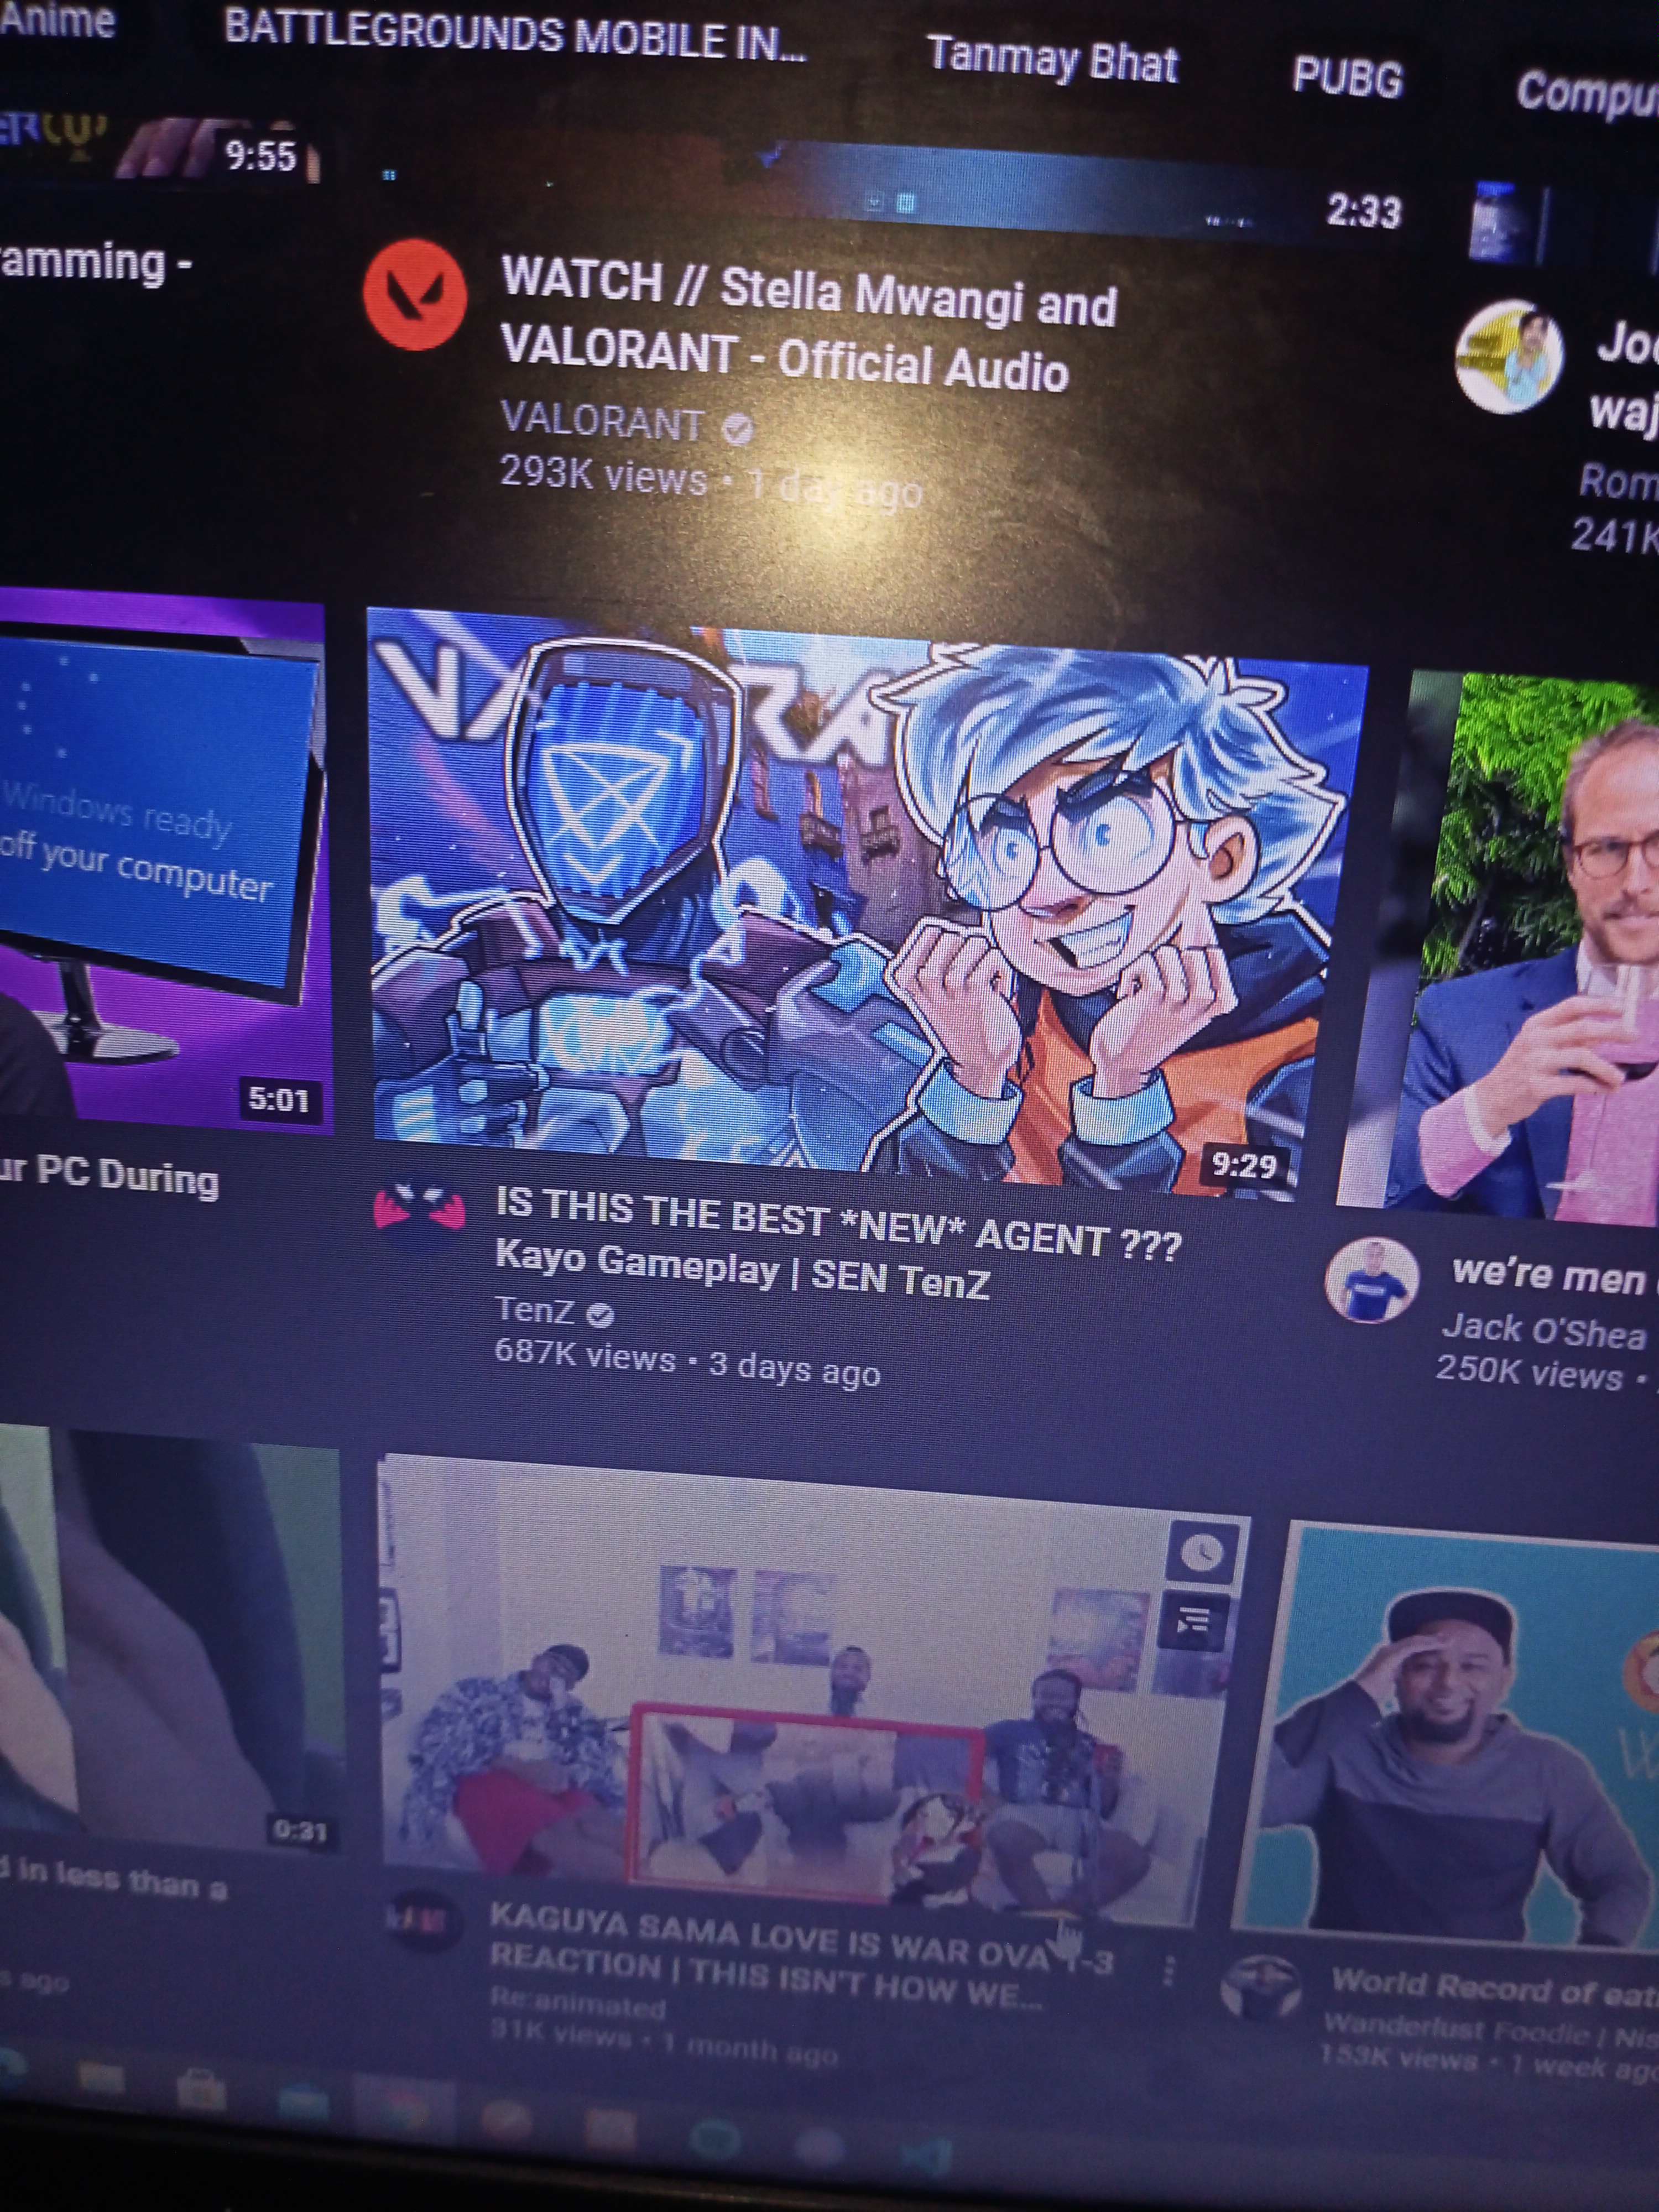 Anime BATTLEGROUNDS MOBILE IN... Tanmay Bhat PUBG Compu
9:55
2:33
amming -
WATCH // Stella Mwangi and
VALORANT - Official Audio
VALORANT
293K views • 1 day ago
Jo
waj
Rom
241K
Windows ready
off your computer
5:01
ur PC During
9:29
IS THIS THE BEST *NEW* AGENT ???
Kayo Gameplay | SEN TenZ
TenZ
687K views • 3 days ago
we're men
Jack O'Shea
250K views •
0:31
d in less than a
s ago
KAGUYA SAMA LOVE IS WAR OVA 1-3
REACTION | THIS ISN'T HOW WE...
Re:animated
31K views • 1 month ago
World Record of eat
Wanderlust Foodie | Nis
153K views • 1 week ago